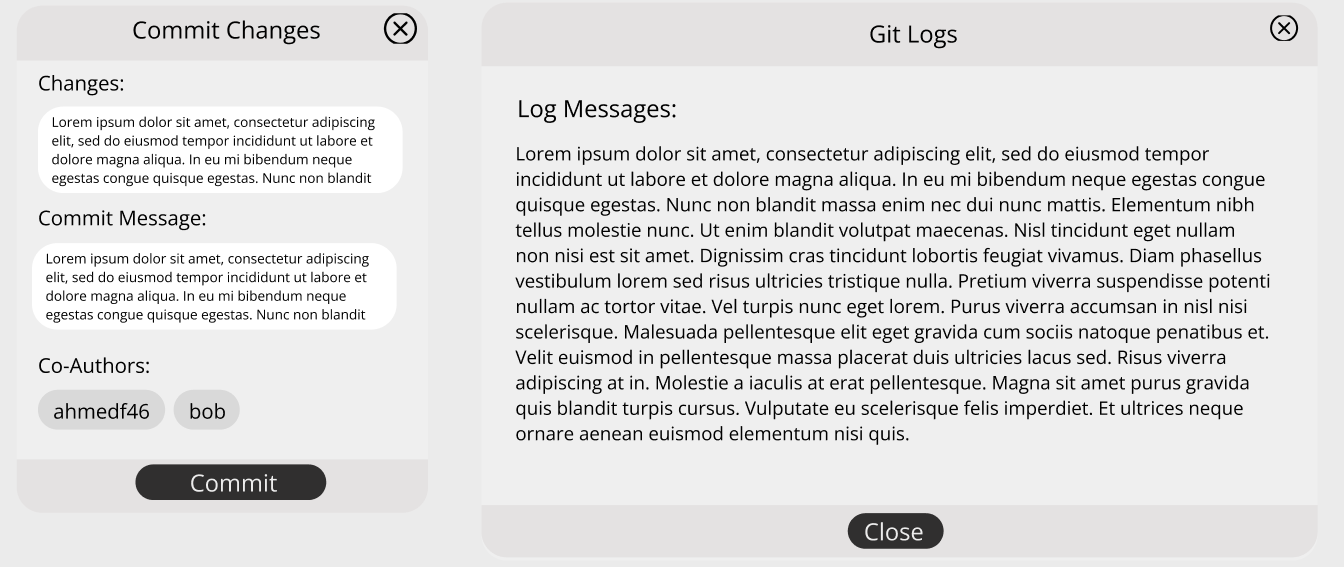 Commit Changes
Changes:
Lorem ipsum dolor sit amet, consectetur adipiscing
elit, sed do eiusmod tempor incididunt ut labore et
dolore magna aliqua. In eu mi bibendum neque
egestas congue quisque egestas. Nunc non blandit
Commit Message:
Lorem ipsum dolor sit amet, consectetur adipiscing
elit, sed do eiusmod tempor incididunt ut labore et
dolore magna aliqua. In eu mi bibendum neque
egestas congue quisque egestas. Nunc non blandit
Co-Authors:
ahmedf46 bob
Commit
Git Logs
Log Messages:
Lorem ipsum dolor sit amet, consectetur adipiscing elit, sed do eiusmod tempor
incididunt ut labore et dolore magna aliqua. In eu mi bibendum neque egestas congue
quisque egestas. Nunc non blandit massa enim nec dui nunc mattis. Elementum nibh
tellus molestie nunc. Ut enim blandit volutpat maecenas. Nisl tincidunt eget nullam
non nisi est sit amet. Dignissim cras tincidunt lobortis feugiat vivamus. Diam phasellus
vestibulum lorem sed risus ultricies tristique nulla. Pretium viverra suspendisse potenti
nullam ac tortor vitae. Vel turpis nunc eget lorem. Purus viverra accumsan in nisl nisi
scelerisque. Malesuada pellentesque elit eget gravida cum sociis natoque penatibus et.
Velit euismod in pellentesque massa placerat duis ultricies lacus sed. Risus viverra
adipiscing at in. Molestie a iaculis at erat pellentesque. Magna sit amet purus gravida
quis blandit turpis cursus. Vulputate eu scelerisque felis imperdiet. Et ultrices neque
ornare aenean euismod elementum nisi quis.
Close